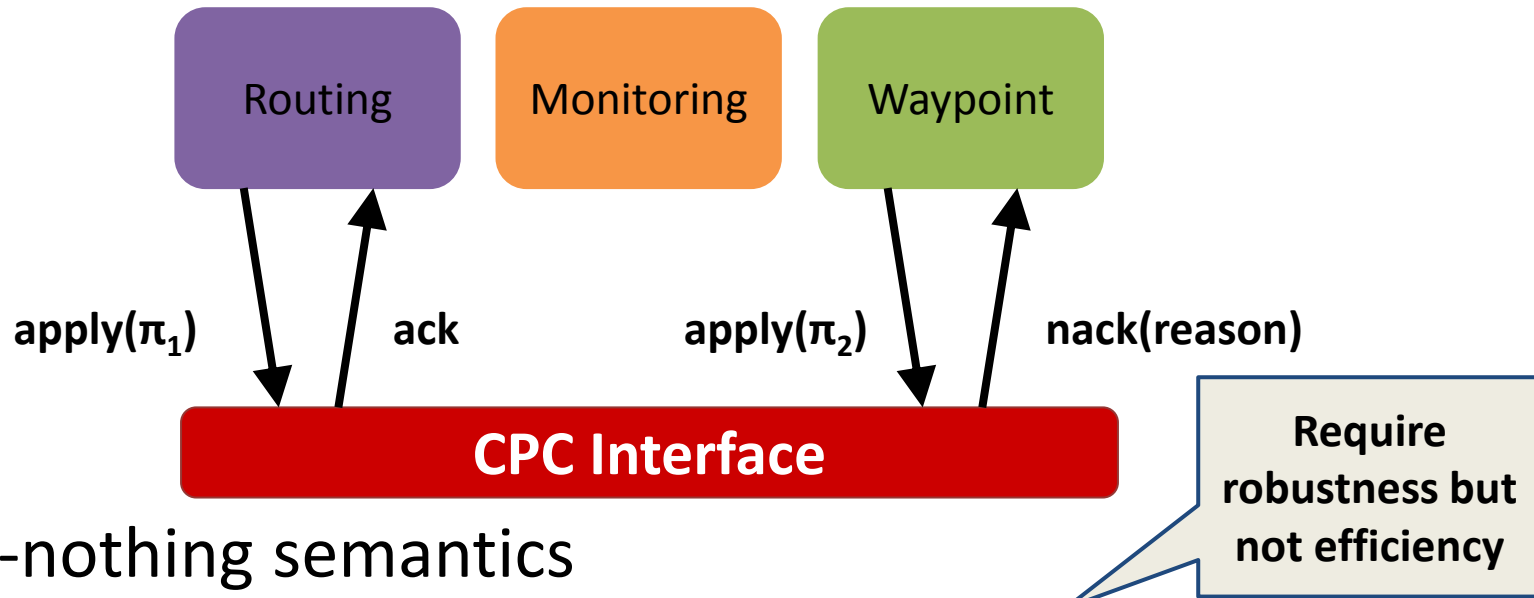 Routing
Monitoring
Waypoint
apply(π₁)
ack
apply(π₂)
nack(reason)
CPC Interface
Require
robustness but
not efficiency
-nothing semantics